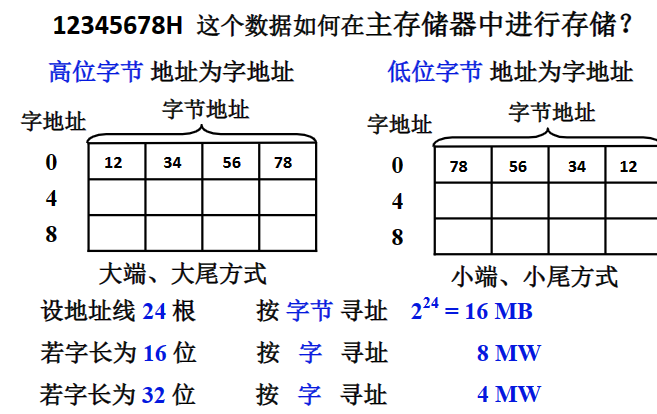 12345678H 这个数据如何在主存储器中进行存储？
高位字节 地址为字地址
字节地址
字地址
0 12 34 56 78
4
8
大端、大尾方式
低位字节 地址为字地址
字节地址
字地址
0 78 56 34 12
4
8
小端、小尾方式
设地址线 24 根 按 字节 寻址 2^24 = 16 MB
若字长为 16 位 按 字 寻址 8 MW
若字长为 32 位 按 字 寻址 4 MW